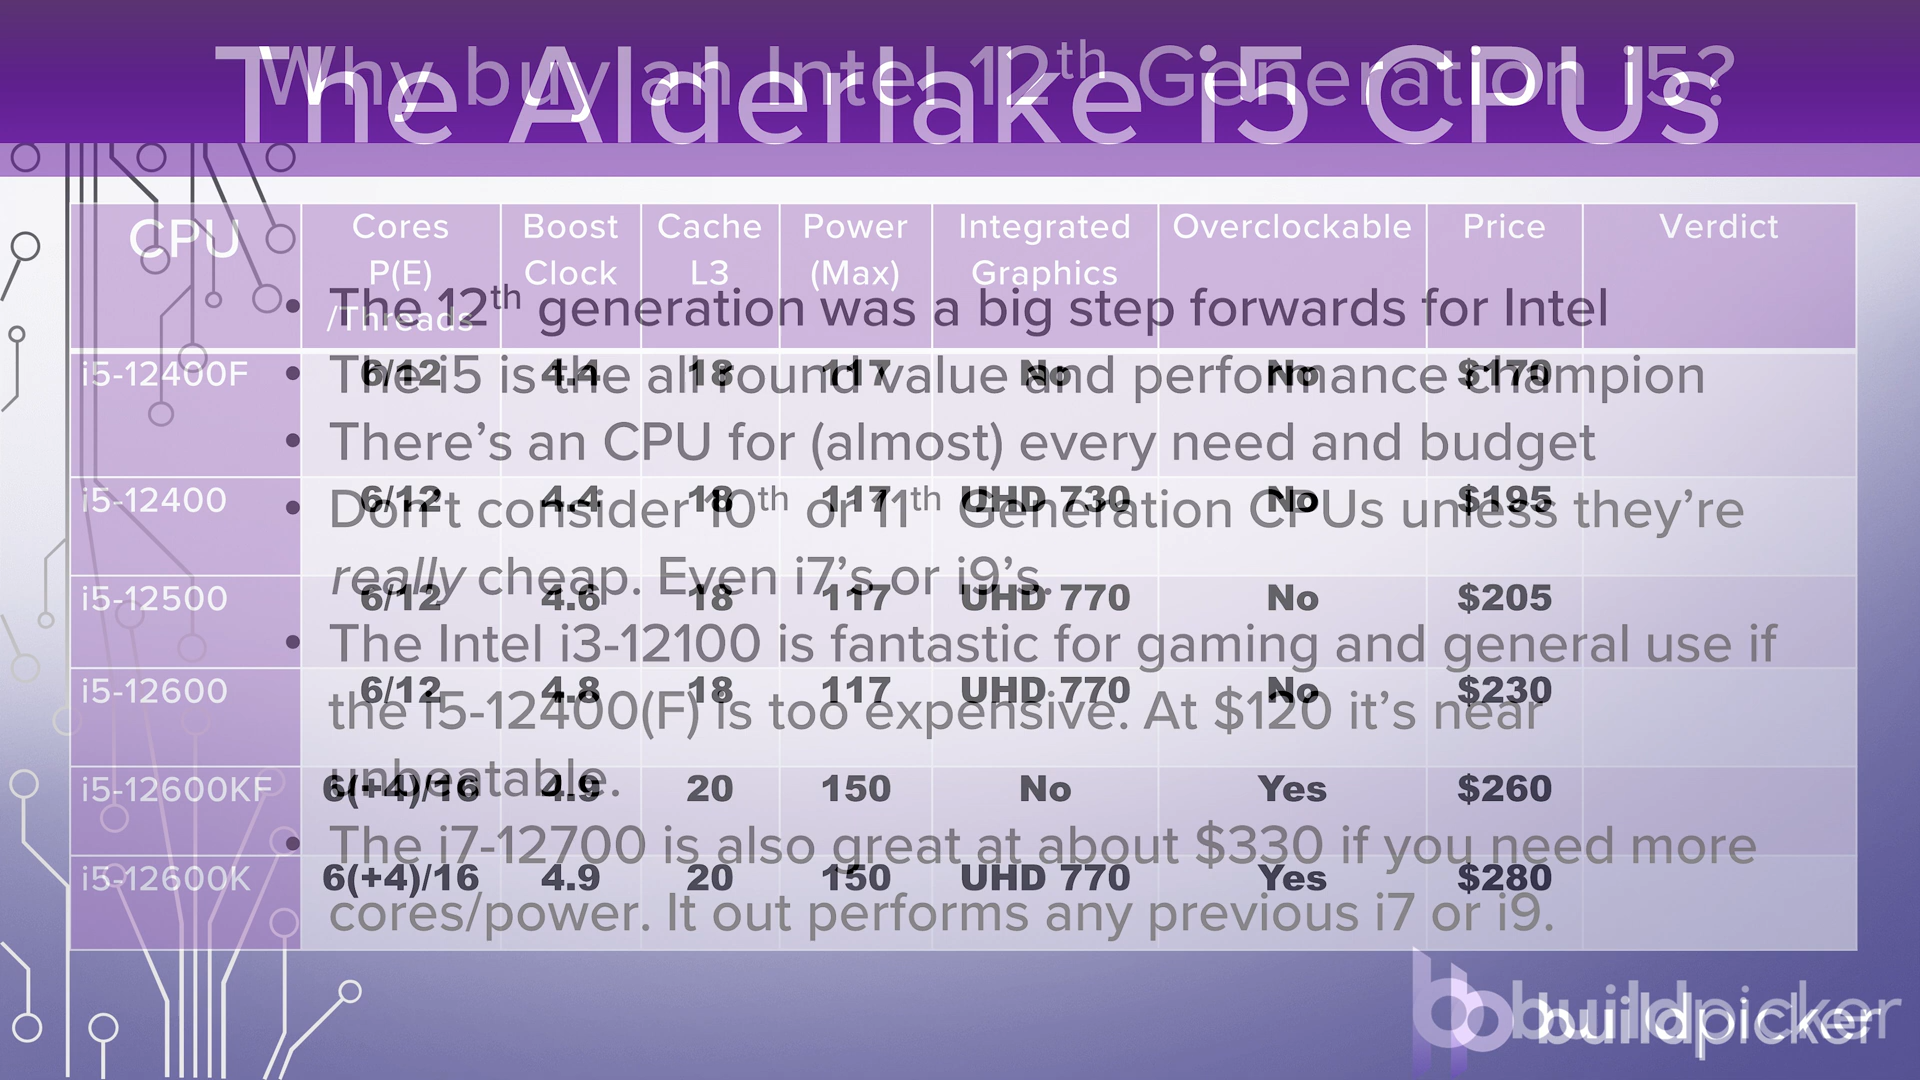 Why buy an Intel 12th Generation i5?
The Alderlake i5 CPUs
CPU Cores P(E) /Threads Boost Clock Cache L3 Power (Max) Integrated Graphics Overclockable Price Verdict
i5-12400F 6/12 4.4 18 117 No No $170
i5-12400 6/12 4.4 18 117 UHD 730 No $195
i5-12500 6/12 4.6 18 117 UHD 770 No $205
i5-12600 6/12 4.8 18 117 UHD 770 No $230
i5-12600KF 6(+4)/16 4.9 20 150 No Yes $260
i5-12600K 6(+4)/16 4.9 20 150 UHD 770 Yes $280
• The 12th generation was a big step forwards for Intel
• The i5 is the all round value and performance champion
• There's an CPU for (almost) every need and budget
• Don't consider 10th or 11th Generation CPUs unless they're
really cheap. Even i7's or i9's.
• The Intel i3-12100 is fantastic for gaming and general use if
the i5-12400(F) is too expensive. At $120 it's near
unbeatable.
• The i7-12700 is also great at about $330 if you need more
cores/power. It out performs any previous i7 or i9.
buildpicker
buildpicker